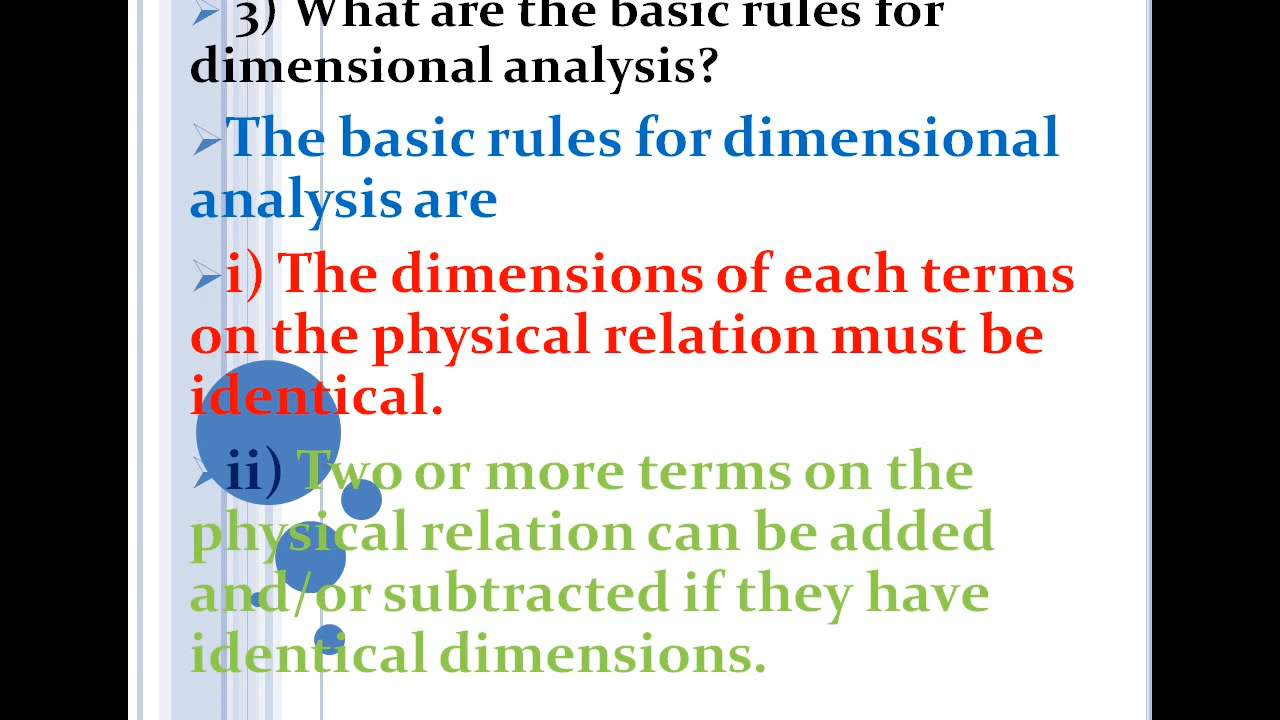 3) What are the basic rules for
dimensional analysis?
The basic rules for dimensional
analysis are
i) The dimensions of each terms
on the physical relation must be
identical.
ii) Two or more terms on the
physical relation can be added
and/or subtracted if they have
identical dimensions.